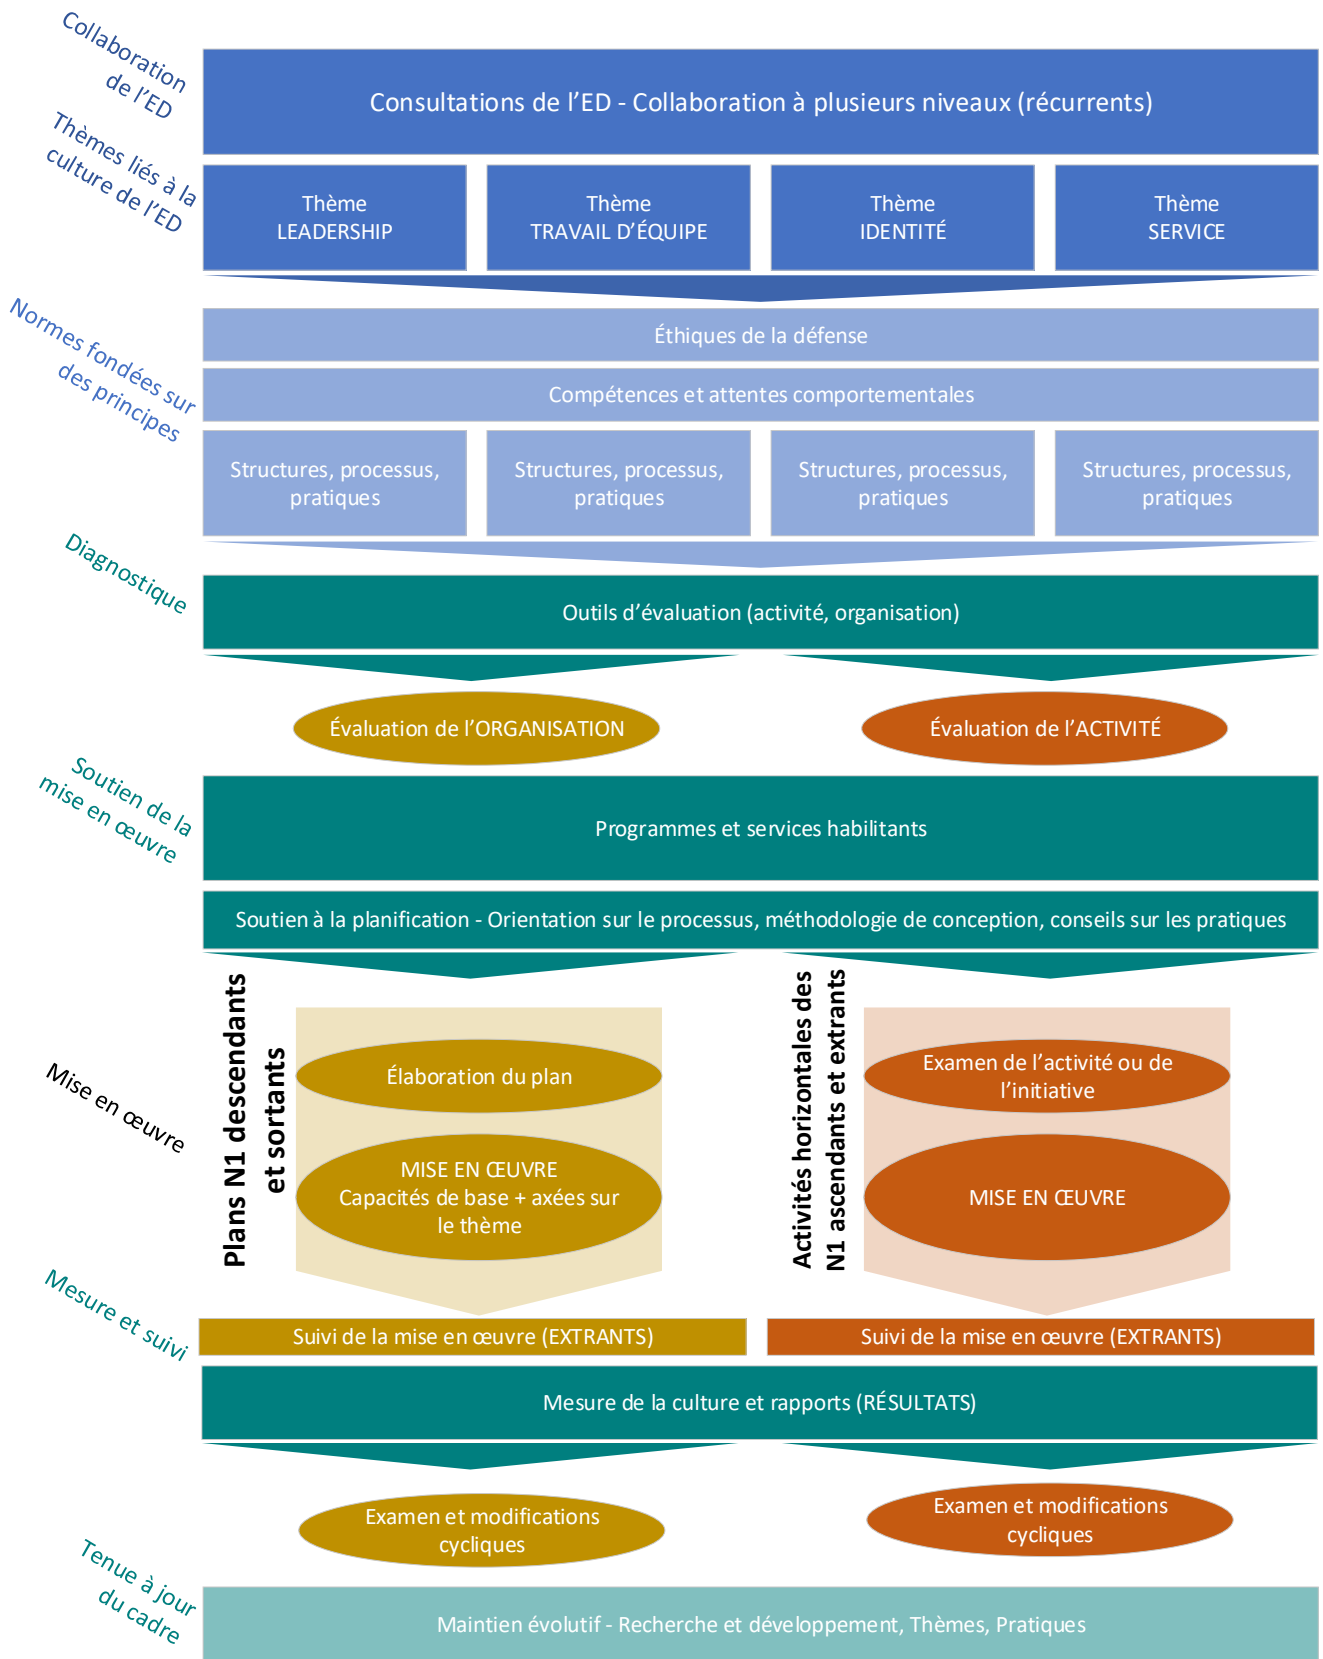 Collaboration
de l'ED
Consultations de l'ED - Collaboration à plusieurs niveaux (récurrents)
Thèmes liés à la
culture de l'ED
Thème
LEADERSHIP
Thème
TRAVAIL D'ÉQUIPE
Thème
IDENTITÉ
Thème
SERVICE
Normes fondées sur
des principes
Éthiques de la défense
Compétences et attentes comportementales
Structures, processus,
pratiques
Structures, processus,
pratiques
Structures, processus,
pratiques
Structures, processus,
pratiques
Diagnostique
Outils d'évaluation (activité, organisation)
Évaluation de l'ORGANISATION
Évaluation de l'ACTIVITÉ
Soutien de la
mise en œuvre
Programmes et services habilitants
Soutien à la planification - Orientation sur le processus, méthodologie de conception, conseils sur les pratiques
Mise en œuvre
Plans N1 descendants
et sortants
Élaboration du plan
MISE EN ŒUVRE
Capacités de base + axées sur
le thème
Activités horizontales des
N1 ascendants et extrants
Examen de l'activité ou de
l'initiative
MISE EN ŒUVRE
Mesure et suivi
Suivi de la mise en œuvre (EXTRANTS)
Suivi de la mise en œuvre (EXTRANTS)
Mesure de la culture et rapports (RÉSULTATS)
Examen et modifications
cycliques
Examen et modifications
cycliques
Tenue à jour
du cadre
Maintien évolutif - Recherche et développement, Thèmes, Pratiques